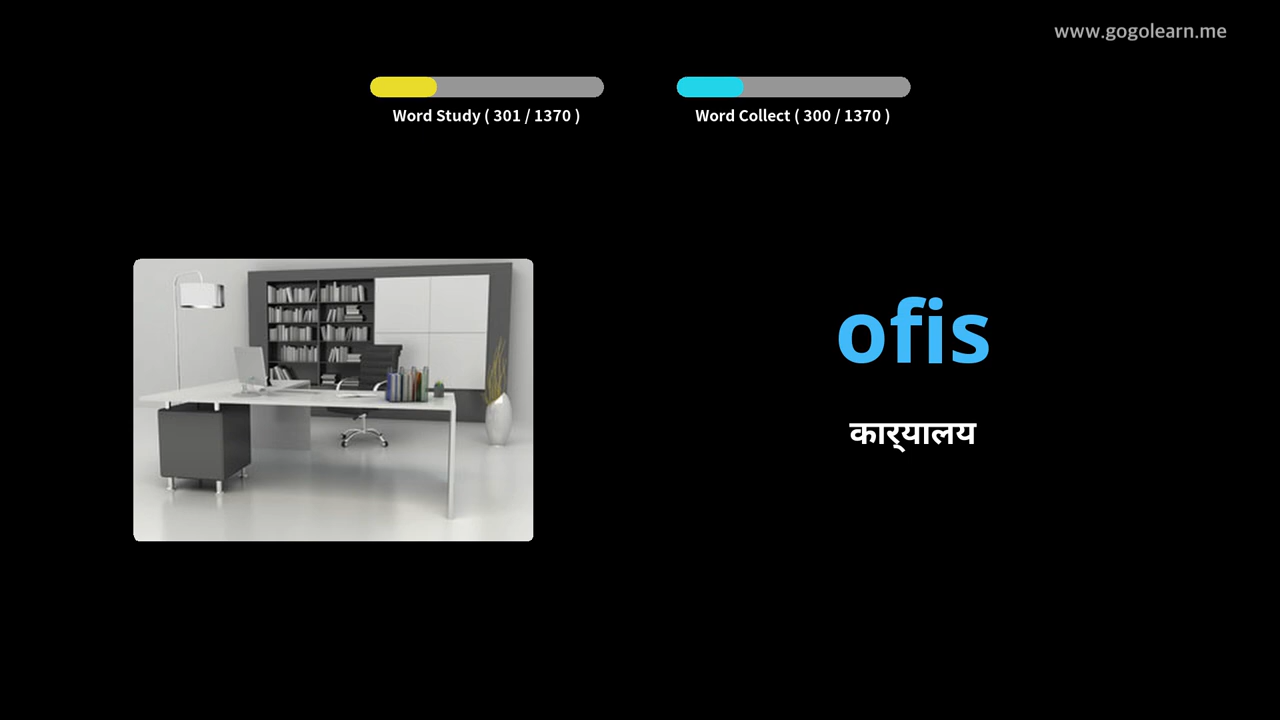 www.gogolearn.me
Word Study ( 301 / 1370 )
Word Collect ( 300 / 1370 )
ofis
कार्यालय